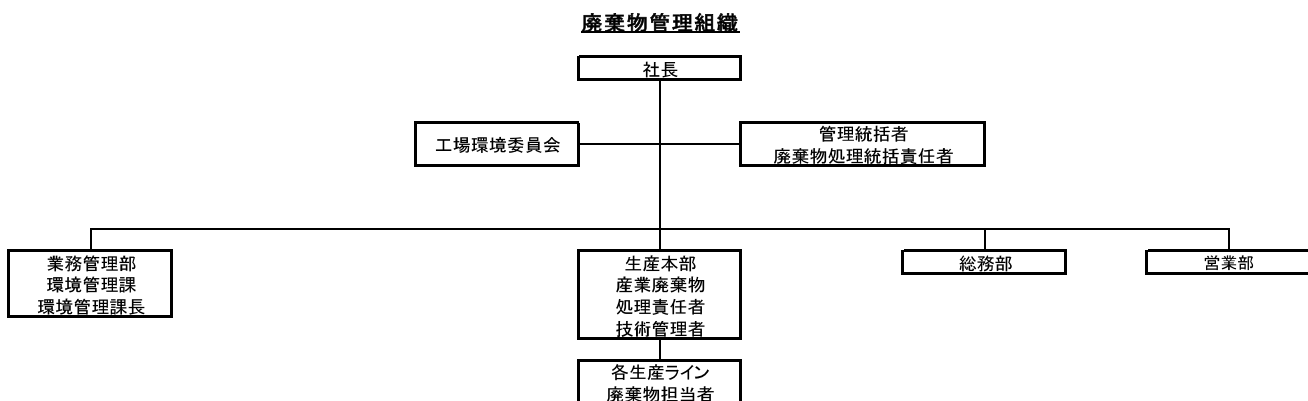 廃棄物管理組織
社長
工場環境委員会
管理統括者
廃棄物処理統括責任者
業務管理部
環境管理課
環境管理課長
生産本部
産業廃棄物
処理責任者
技術管理者
総務部
営業部
各生産ライン
廃棄物担当者